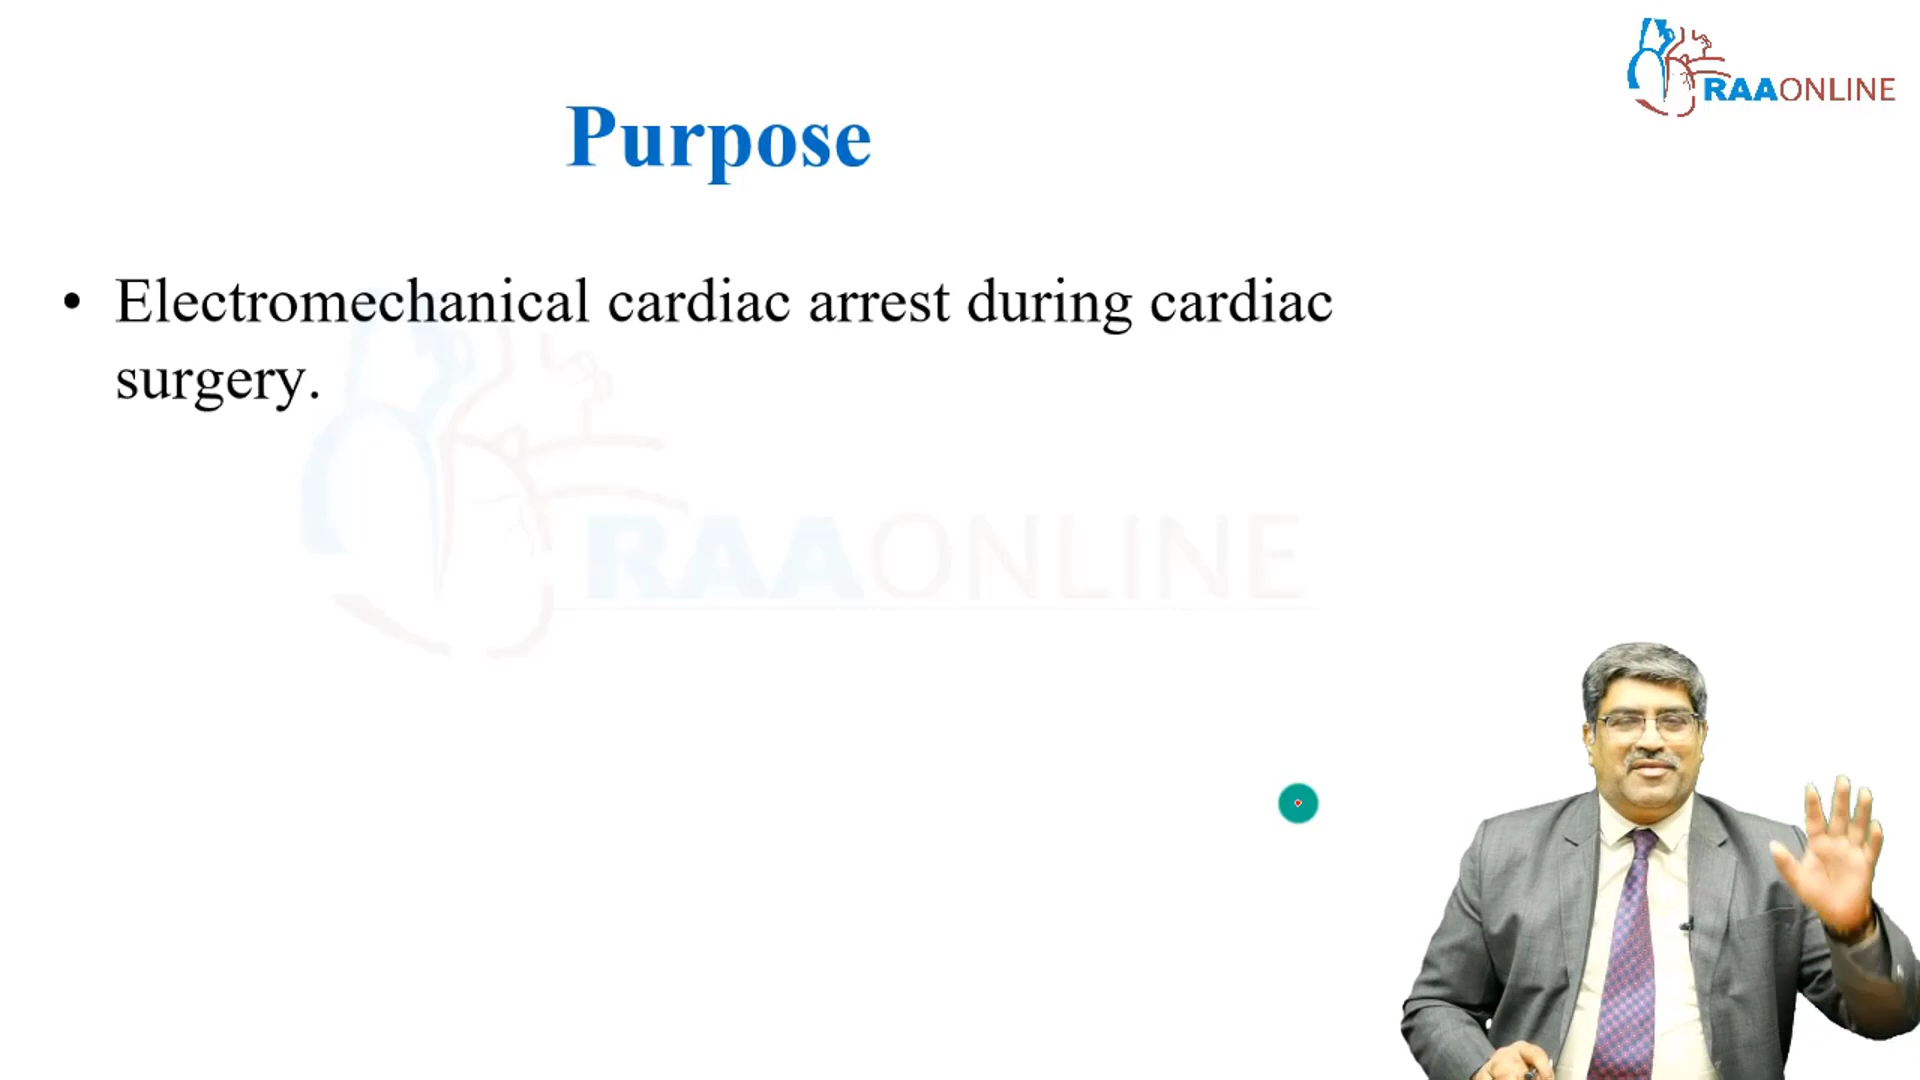 RAAONLINE
Purpose
• Electromechanical cardiac arrest during cardiac
surgery.
RAAONLINE